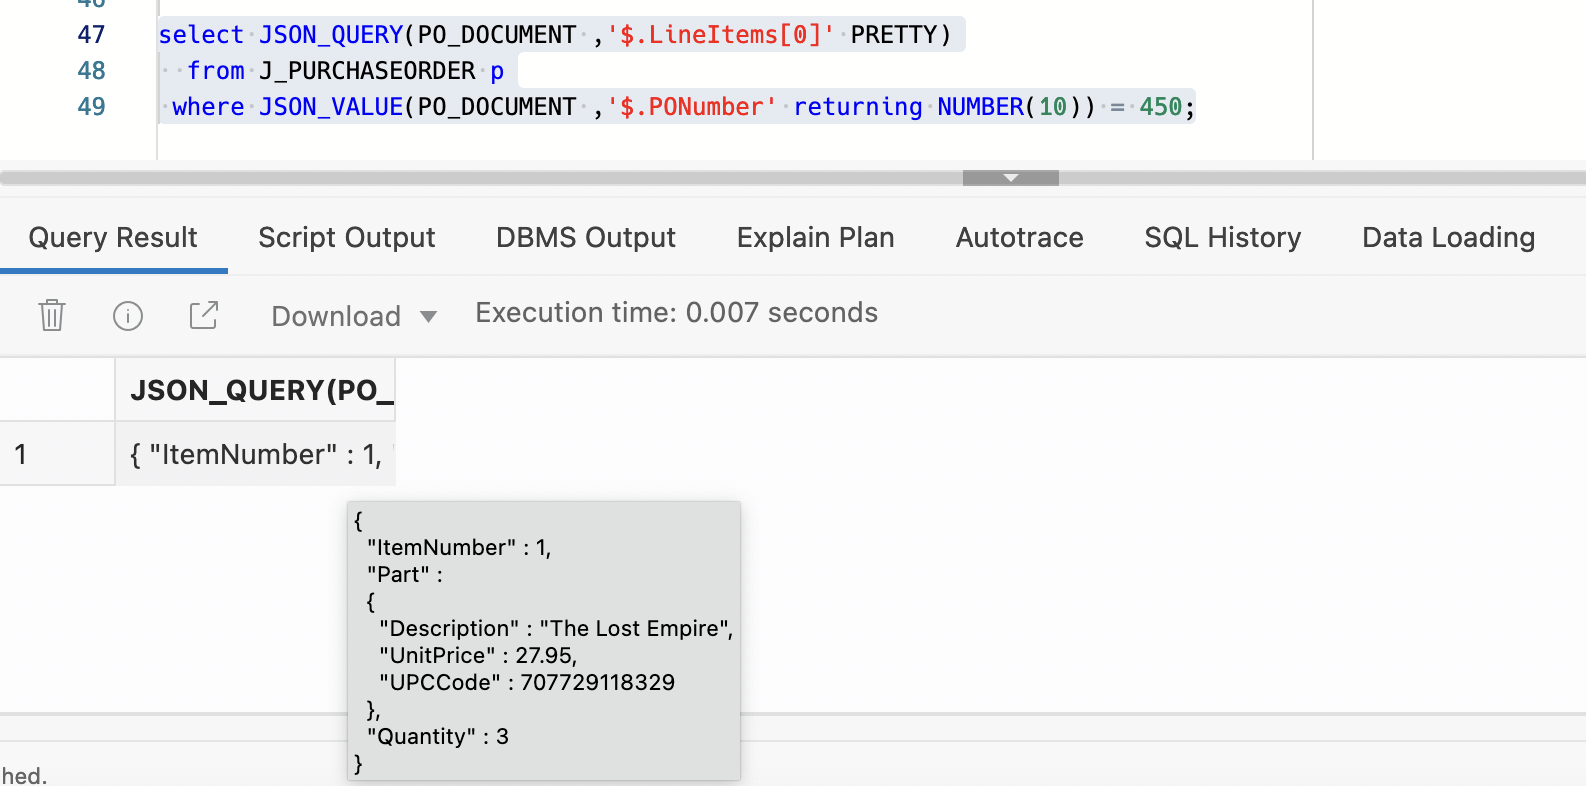 46
47 select JSON_QUERY(PO_DOCUMENT ,'$.LineItems[0]' PRETTY)
48 from J_PURCHASEORDER p
49 where JSON_VALUE(PO_DOCUMENT ,'$.PONumber' returning NUMBER(10)) = 450;
Query Result Script Output DBMS Output Explain Plan Autotrace SQL History Data Loading
Download Execution time: 0.007 seconds
JSON_QUERY(PO_
1 { "ItemNumber" : 1,
{
"ItemNumber" : 1,
"Part" :
{
"Description" : "The Lost Empire",
"UnitPrice" : 27.95,
"UPCCode" : 707729118329
},
"Quantity" : 3
}
hed.